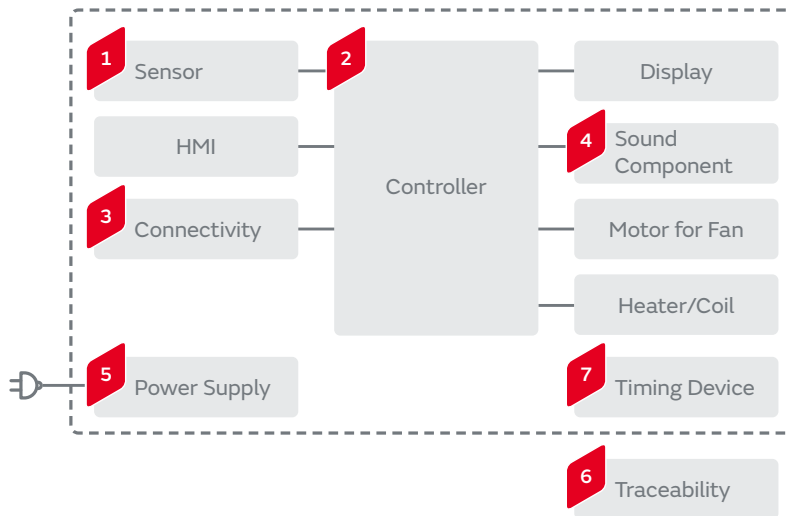 1
Sensor
2
Display
HMI
4
Sound
Component
Controller
3
Connectivity
Motor for Fan
Heater/Coil
5
Power Supply
7
Timing Device
6
Traceability